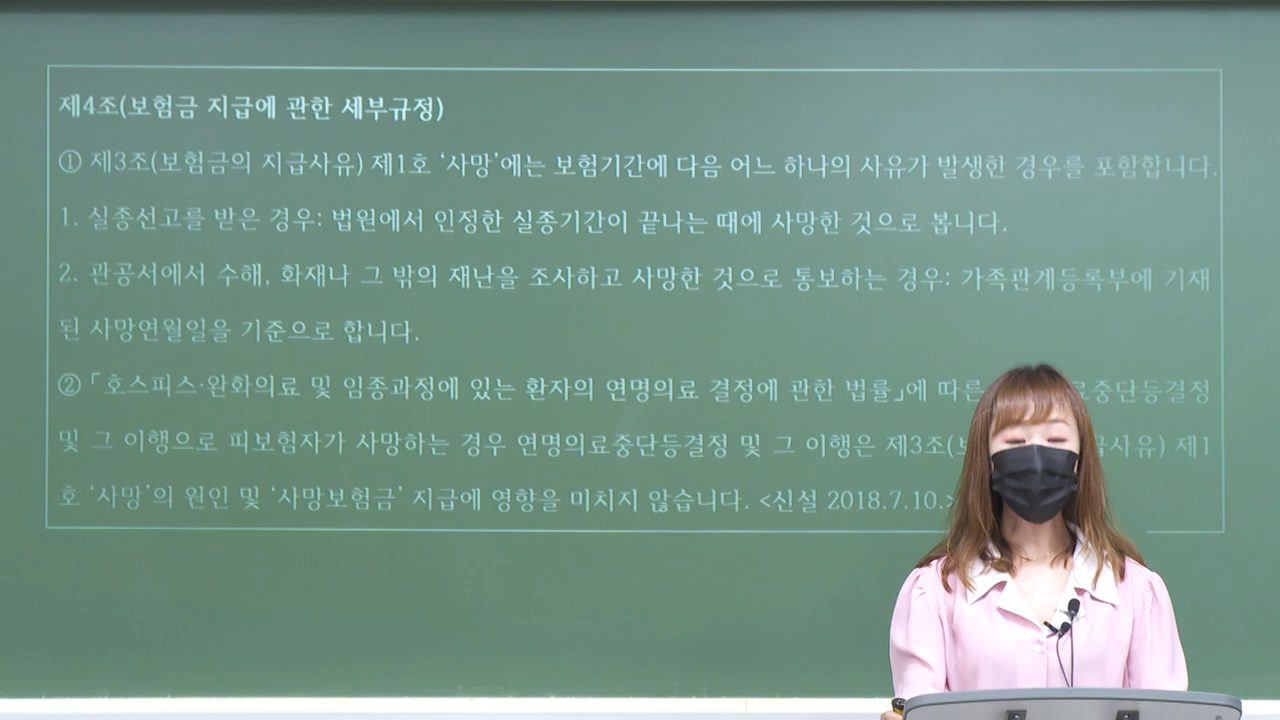 제4조(보험금 지급에 관한 세부규정)
① 제3조(보험금의 지급사유) 제1호 ‘사망’에는 보험기간에 다음 어느 하나의 사유가 발생한 경우를 포함합니다.
1. 실종선고를 받은 경우: 법원에서 인정한 실종기간이 끝나는 때에 사망한 것으로 봅니다.
2. 관공서에서 수해, 화재나 그 밖의 재난을 조사하고 사망한 것으로 통보하는 경우: 가족관계등록부에 기재
된 사망연월일을 기준으로 합니다.
② 「호스피스·완화의료 및 임종과정에 있는 환자의 연명의료 결정에 관한 법률」에 따른 료중단등결정
및 그 이행으로 피보험자가 사망하는 경우 연명의료중단등결정 및 그 이행은 제3조(보 급사유) 제1
호 ‘사망’의 원인 및 ‘사망보험금’ 지급에 영향을 미치지 않습니다. <신설 2018.7.10.>